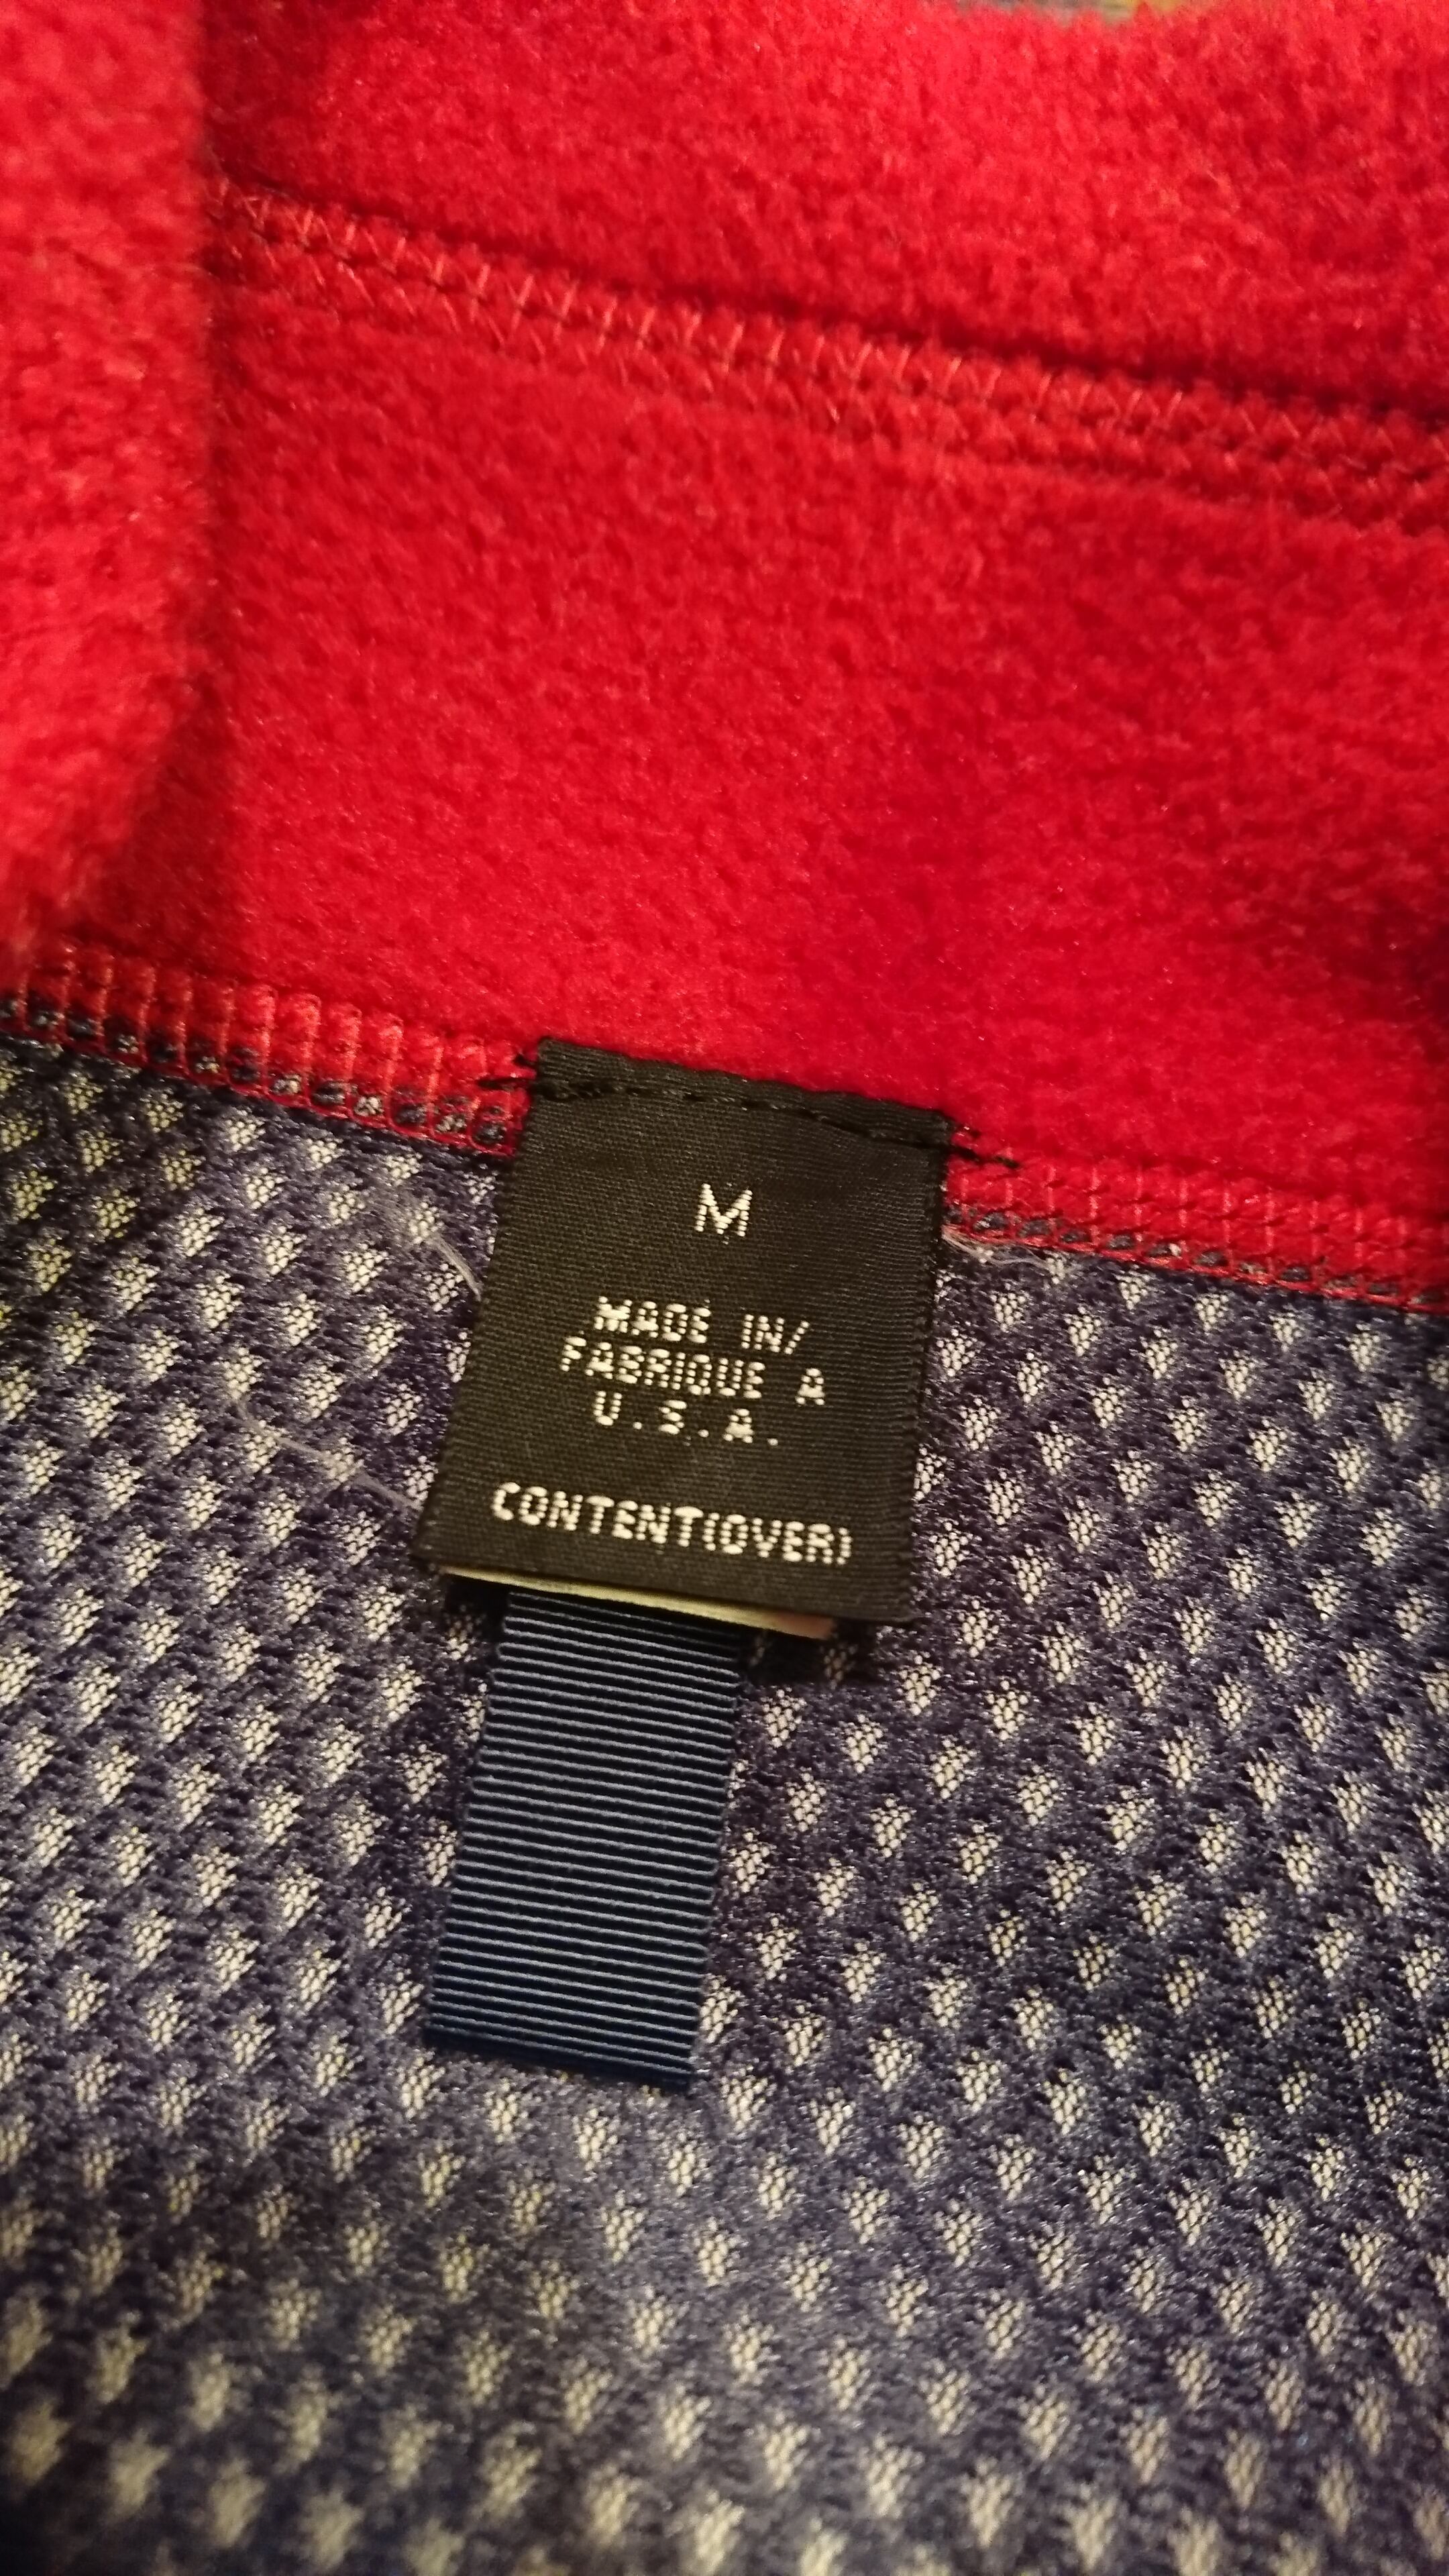 M
MADE IN/
FABRIQUE A
U.S.A.
CONTENT(OVER)